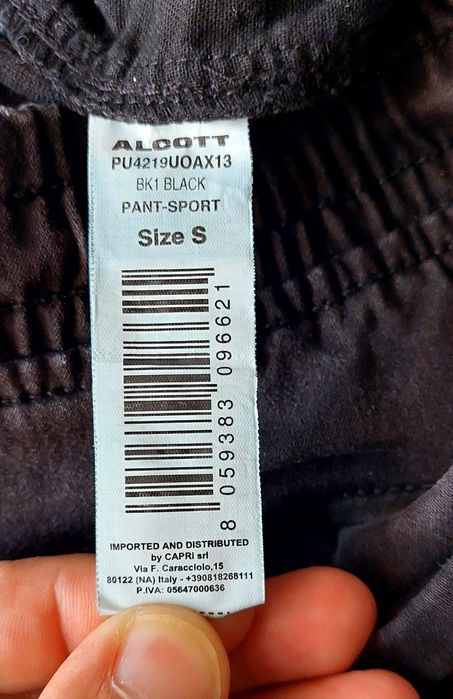 ALCOTT
PU4219UOAX13
BK1 BLACK
PANT-SPORT
Size S
8 059383 096621
IMPORTED AND DISTRIBUTED
by CAPRI srl
Via F. Caracciolo,15
80122 (NA) Italy - +390818268111
P.IVA: 05647000636